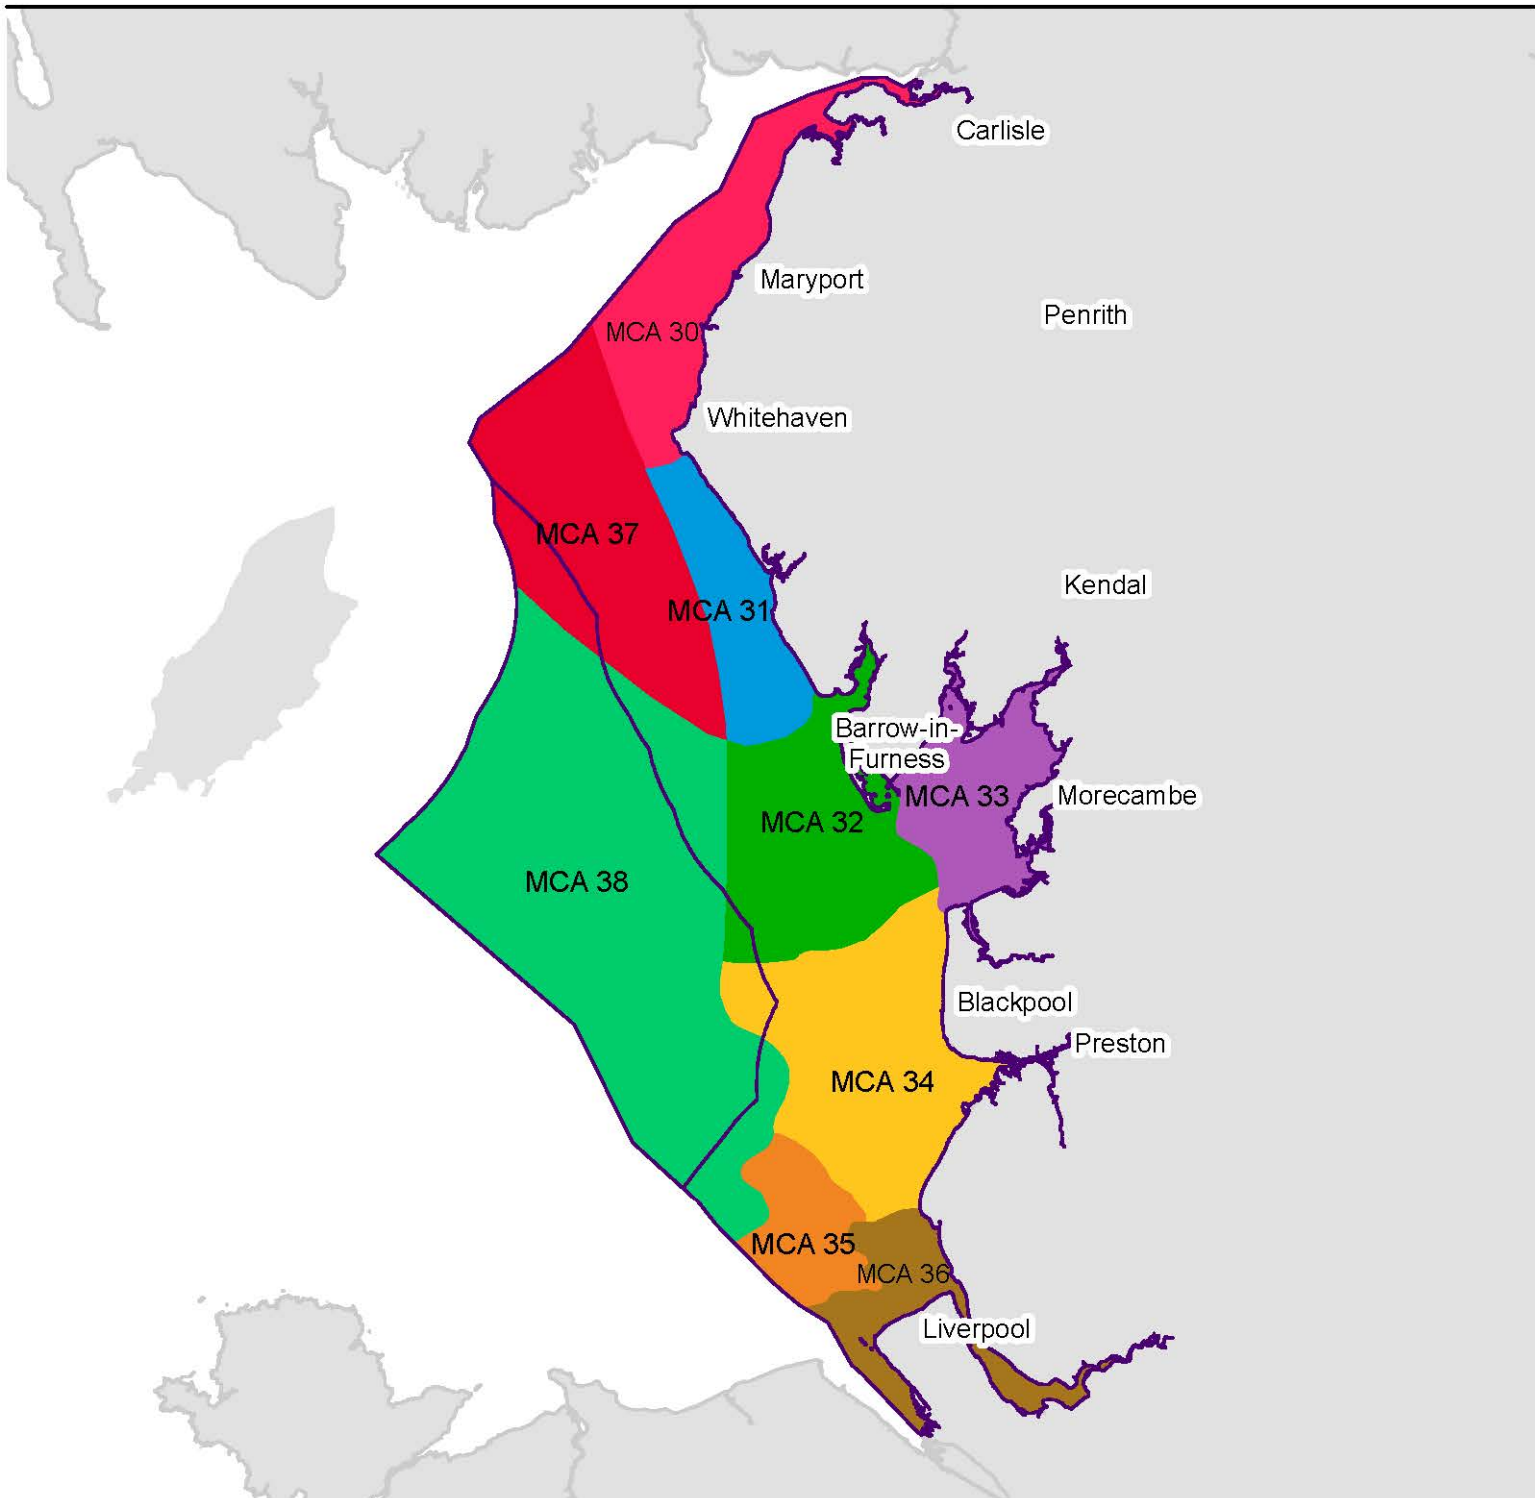 Carlisle
Maryport
Penrith
MCA 30
Whitehaven
MCA 37
Kendal
MCA 31
Barrow-in-
Furness
MCA 33
Morecambe
MCA 32
MCA 38
Blackpool
Preston
MCA 34
MCA 35
MCA 36
Liverpool